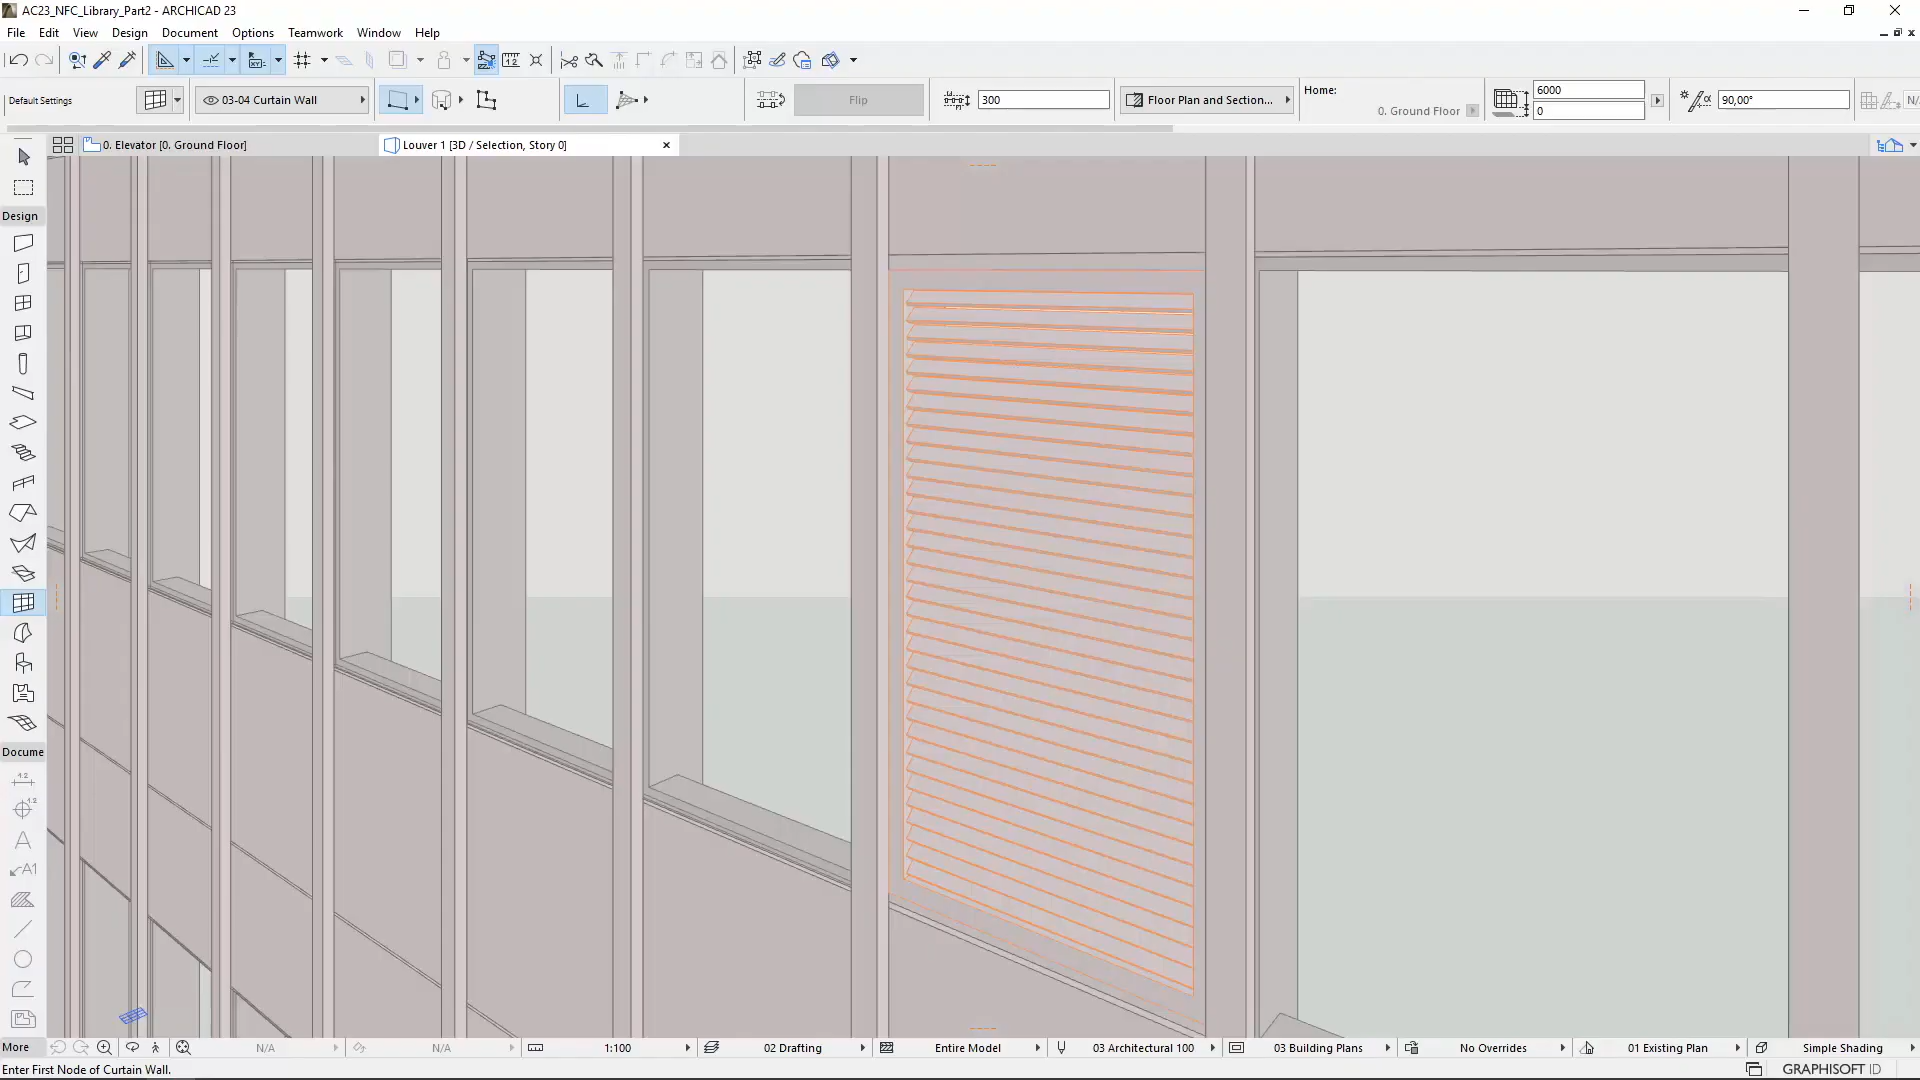 AC23_NFC_Library_Part2 - ARCHICAD 23
File Edit View Design Document Options Teamwork Window Help
Default Settings
03-04 Curtain Wall
Flip
300
Floor Plan and Section...
Home:
0. Ground Floor
6000
0
90,00°
N/
0. Elevator [0. Ground Floor]
Louver 1 [3D / Selection, Story 0]
Design
Docume
More
N/A
N/A
1:100
02 Drafting
Entire Model
03 Architectural 100
03 Building Plans
No Overrides
01 Existing Plan
Simple Shading
Enter First Node of Curtain Wall.
GRAPHISOFT ID